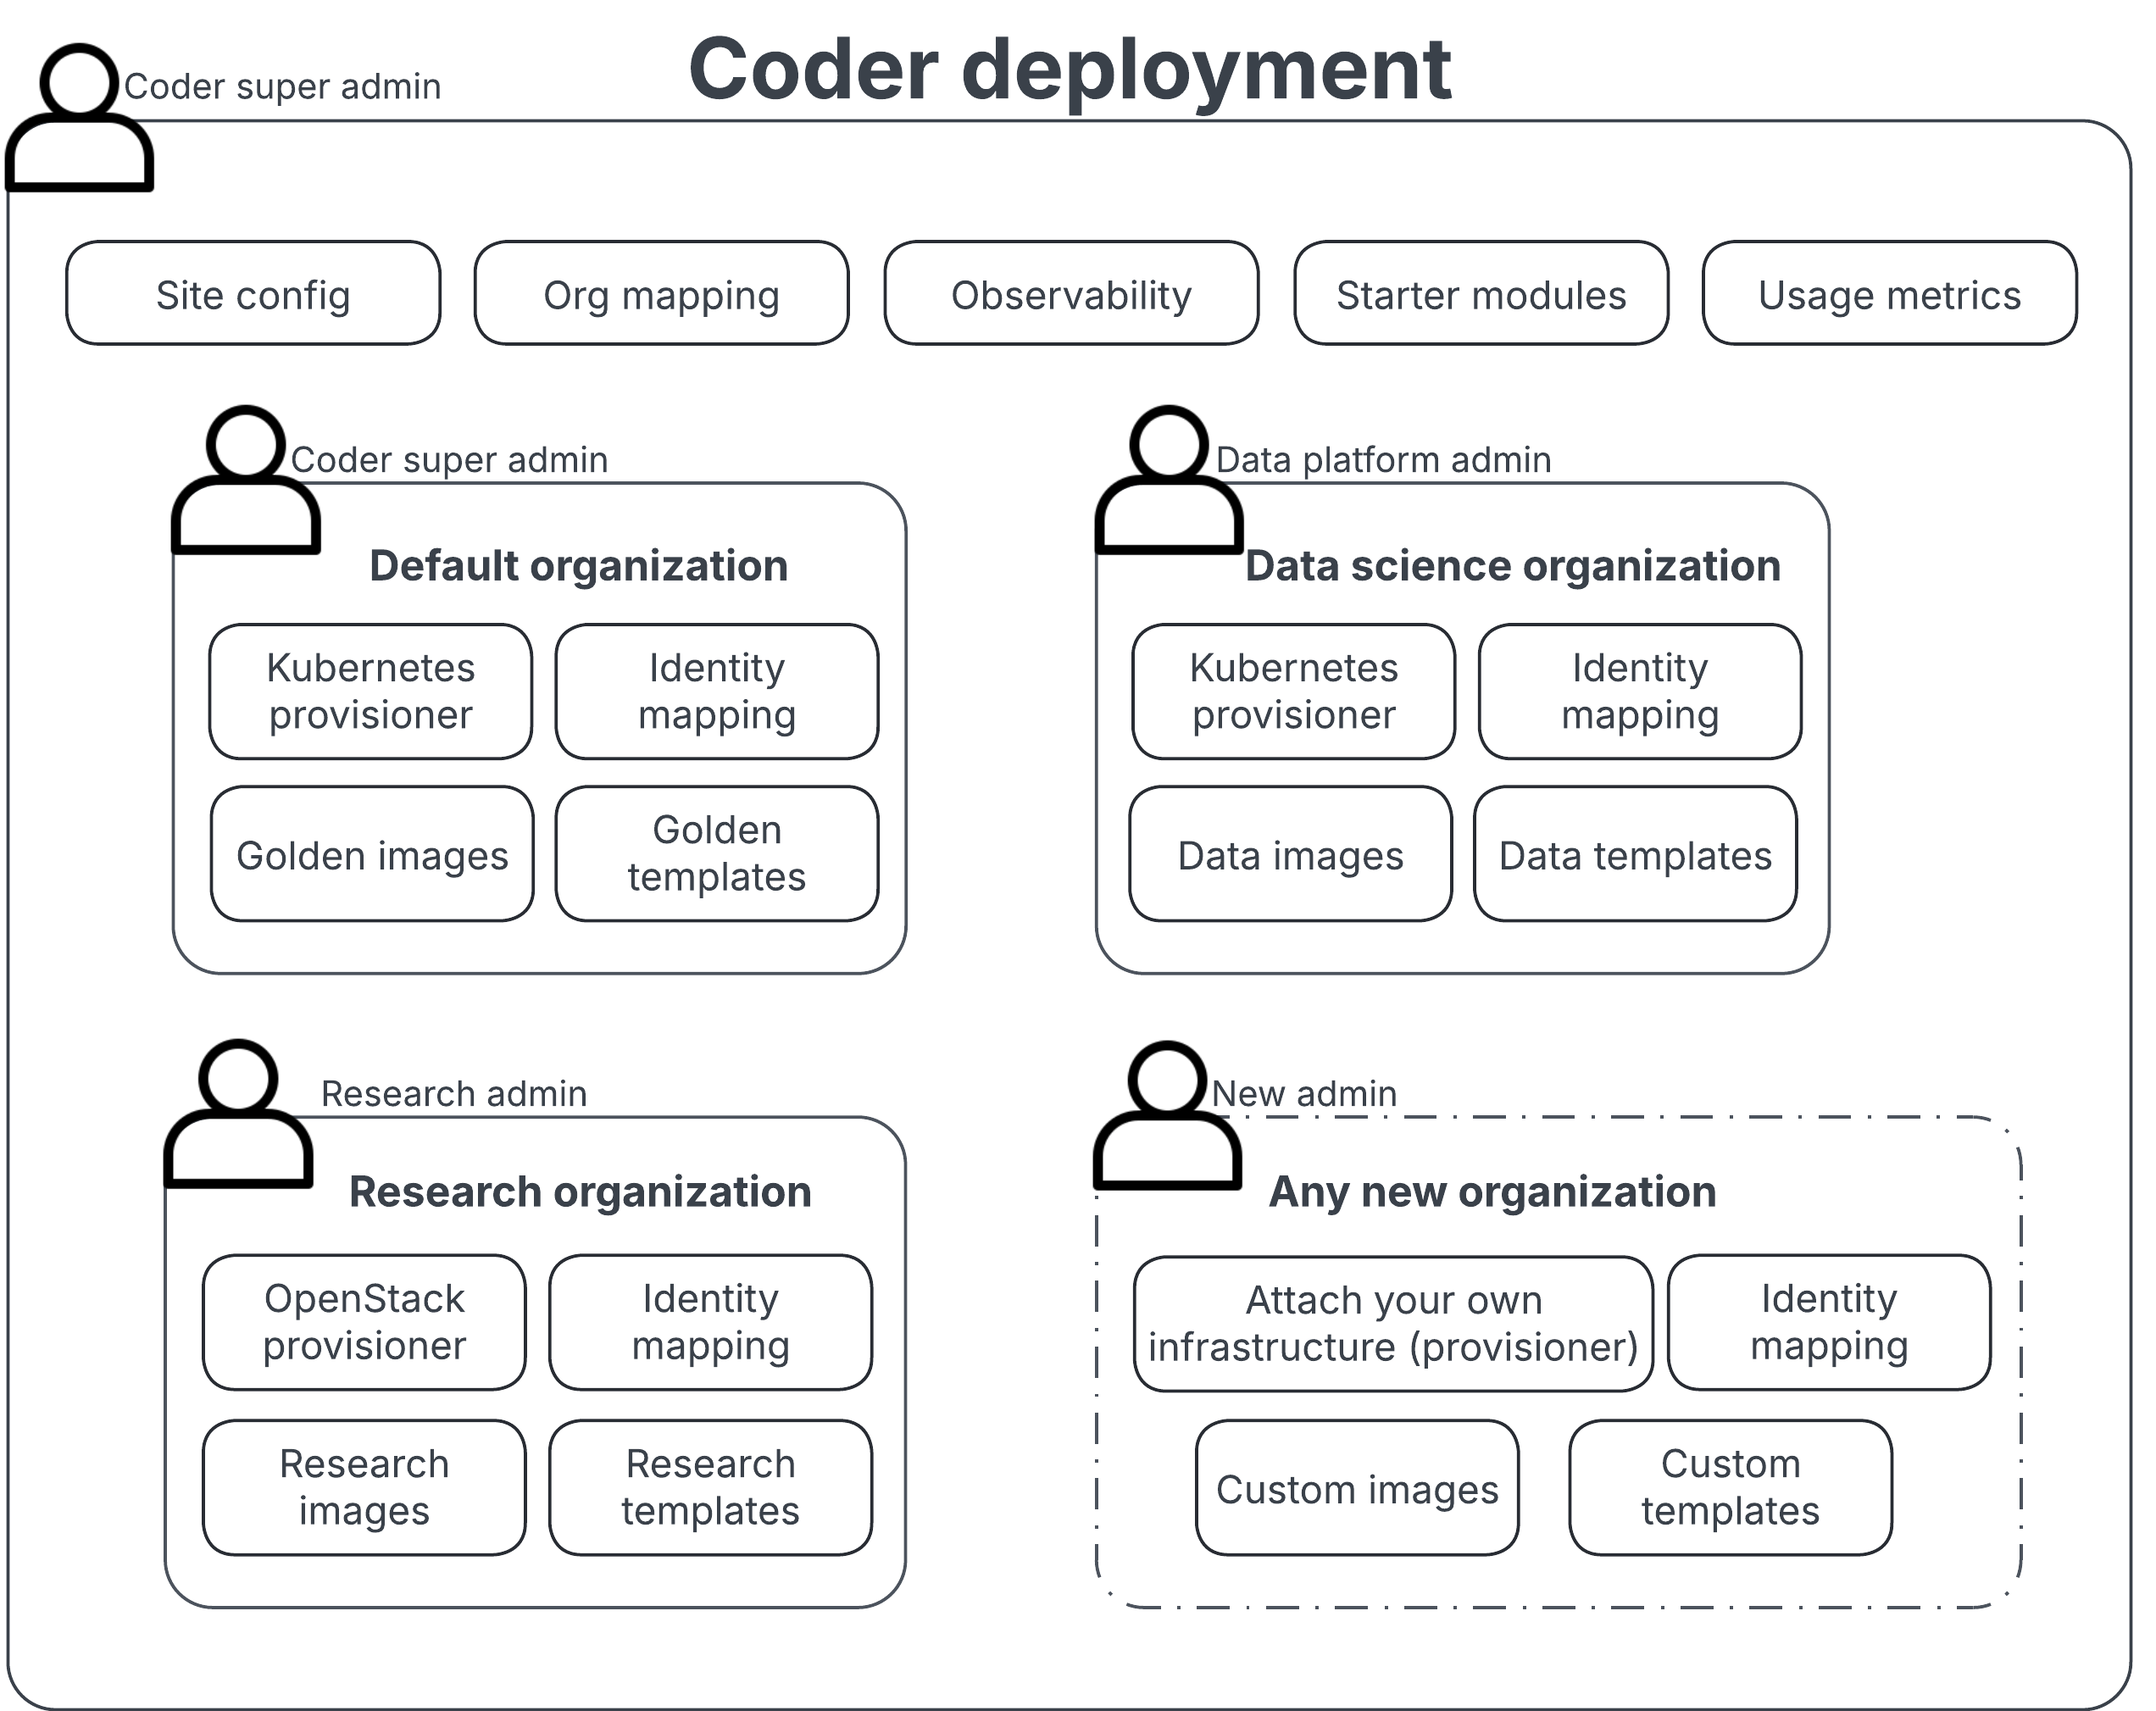 Coder deployment
Coder super admin
Site config
Org mapping
Observability
Starter modules
Usage metrics
Coder super admin
Default organization
Kubernetes
provisioner
Identity
mapping
Golden images
Golden
templates
Data platform admin
Data science organization
Kubernetes
provisioner
Identity
mapping
Data images
Data templates
Research admin
Research organization
OpenStack
provisioner
Identity
mapping
Research
images
Research
templates
New admin
Any new organization
Attach your own
infrastructure (provisioner)
Identity
mapping
Custom images
Custom
templates